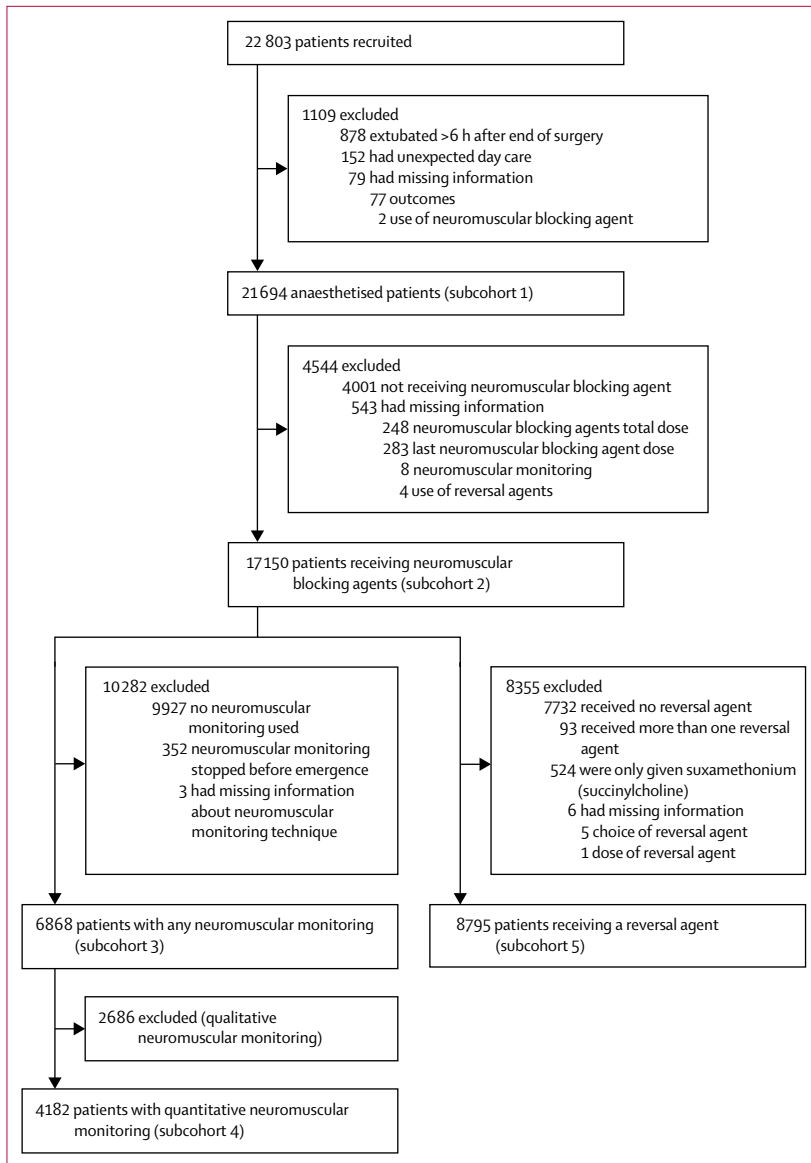 22 803 patients recruited
1109 excluded
878 extubated >6 h after end of surgery
152 had unexpected day care
79 had missing information
77 outcomes
2 use of neuromuscular blocking agent
21 694 anaesthetised patients (subcohort 1)
4544 excluded
4001 not receiving neuromuscular blocking agent
543 had missing information
248 neuromuscular blocking agents total dose
283 last neuromuscular blocking agent dose
8 neuromuscular monitoring
4 use of reversal agents
17 150 patients receiving neuromuscular
blocking agents (subcohort 2)
10 282 excluded
9927 no neuromuscular
monitoring used
352 neuromuscular monitoring
stopped before emergence
3 had missing information
about neuromuscular
monitoring technique
8355 excluded
7732 received no reversal agent
93 received more than one reversal
agent
524 were only given suxamethonium
(succinylcholine)
6 had missing information
5 choice of reversal agent
1 dose of reversal agent
6868 patients with any neuromuscular monitoring
(subcohort 3)
8795 patients receiving a reversal agent
(subcohort 5)
2686 excluded (qualitative
neuromuscular monitoring)
4182 patients with quantitative neuromuscular
monitoring (subcohort 4)